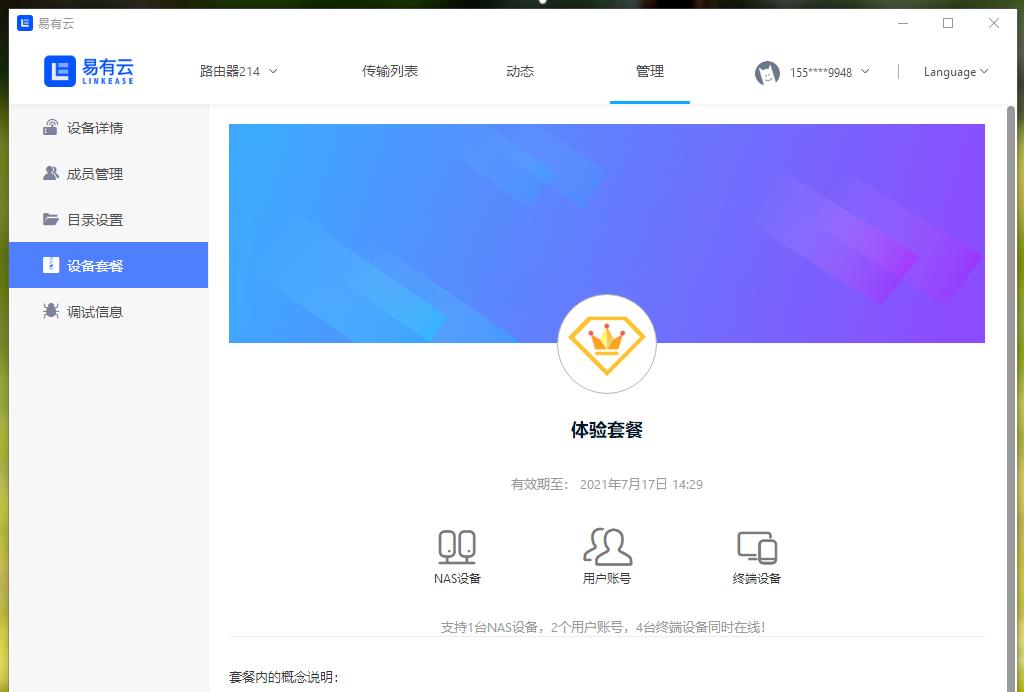 易有云
易有云
LINKEASE
路由器214
传输列表
动态
管理
155****9948
Language
设备详情
成员管理
目录设置
设备套餐
调试信息
体验套餐
有效期至: 2021年7月17日 14:29
NAS设备
用户账号
终端设备
支持1台NAS设备，2个用户账号，4台终端设备同时在线！
套餐内的概念说明：